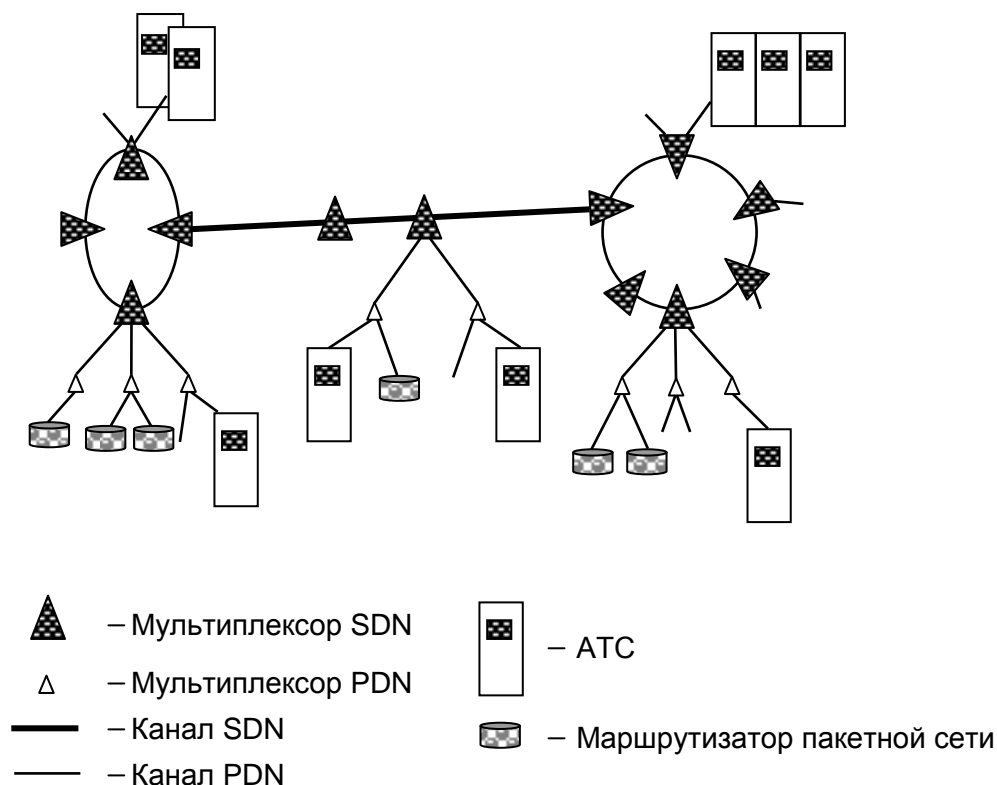 – Мультиплексор SDN
– Мультиплексор PDN
– Канал SDN
– Канал PDN
– АТС
– Маршрутизатор пакетной сети